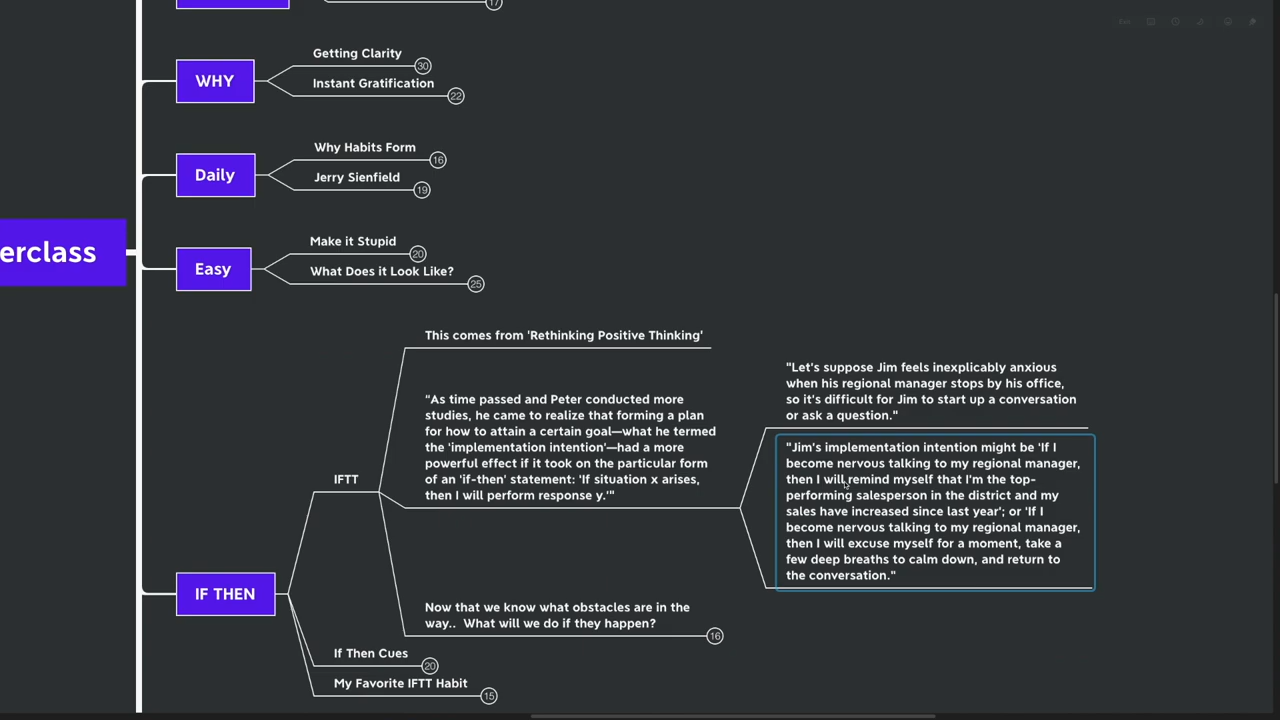 17
Getting Clarity
30
WHY
Instant Gratification
22
Why Habits Form
16
Daily
Jerry Sienfield
19
Make it Stupid
20
erclass
Easy
What Does it Look Like?
25
This comes from 'Rethinking Positive Thinking'
"As time passed and Peter conducted more
studies, he came to realize that forming a plan
for how to attain a certain goal—what he termed
the 'implementation intention'—had a more
powerful effect if it took on the particular form
of an 'if-then' statement: 'If situation x arises,
then I will perform response y.'"
"Let's suppose Jim feels inexplicably anxious
when his regional manager stops by his office,
so it's difficult for Jim to start up a conversation
or ask a question."
"Jim's implementation intention might be 'If I
become nervous talking to my regional manager,
then I will remind myself that I'm the top-
performing salesperson in the district and my
sales have increased since last year'; or 'If I
become nervous talking to my regional manager,
then I will excuse myself for a moment, take a
few deep breaths to calm down, and return to
the conversation."
IFTT
IF THEN
Now that we know what obstacles are in the
way.. What will we do if they happen?
16
If Then Cues
20
My Favorite IFTT Habit
15